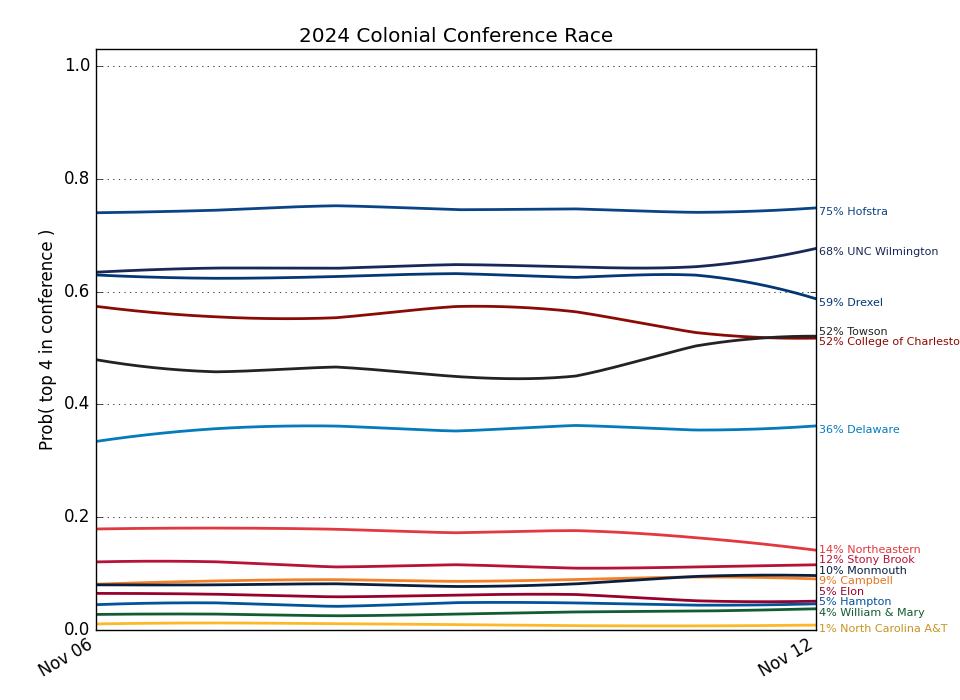 2024 Colonial Conference Race
Prob( top 4 in conference )
1.0
0.8
0.6
0.4
0.2
0.0
Nov 06
Nov 12
75% Hofstra
68% UNC Wilmington
59% Drexel
52% Towson
52% College of Charlesto
36% Delaware
14% Northeastern
12% Stony Brook
10% Monmouth
9% Campbell
5% Elon
5% Hampton
4% William & Mary
1% North Carolina A&T